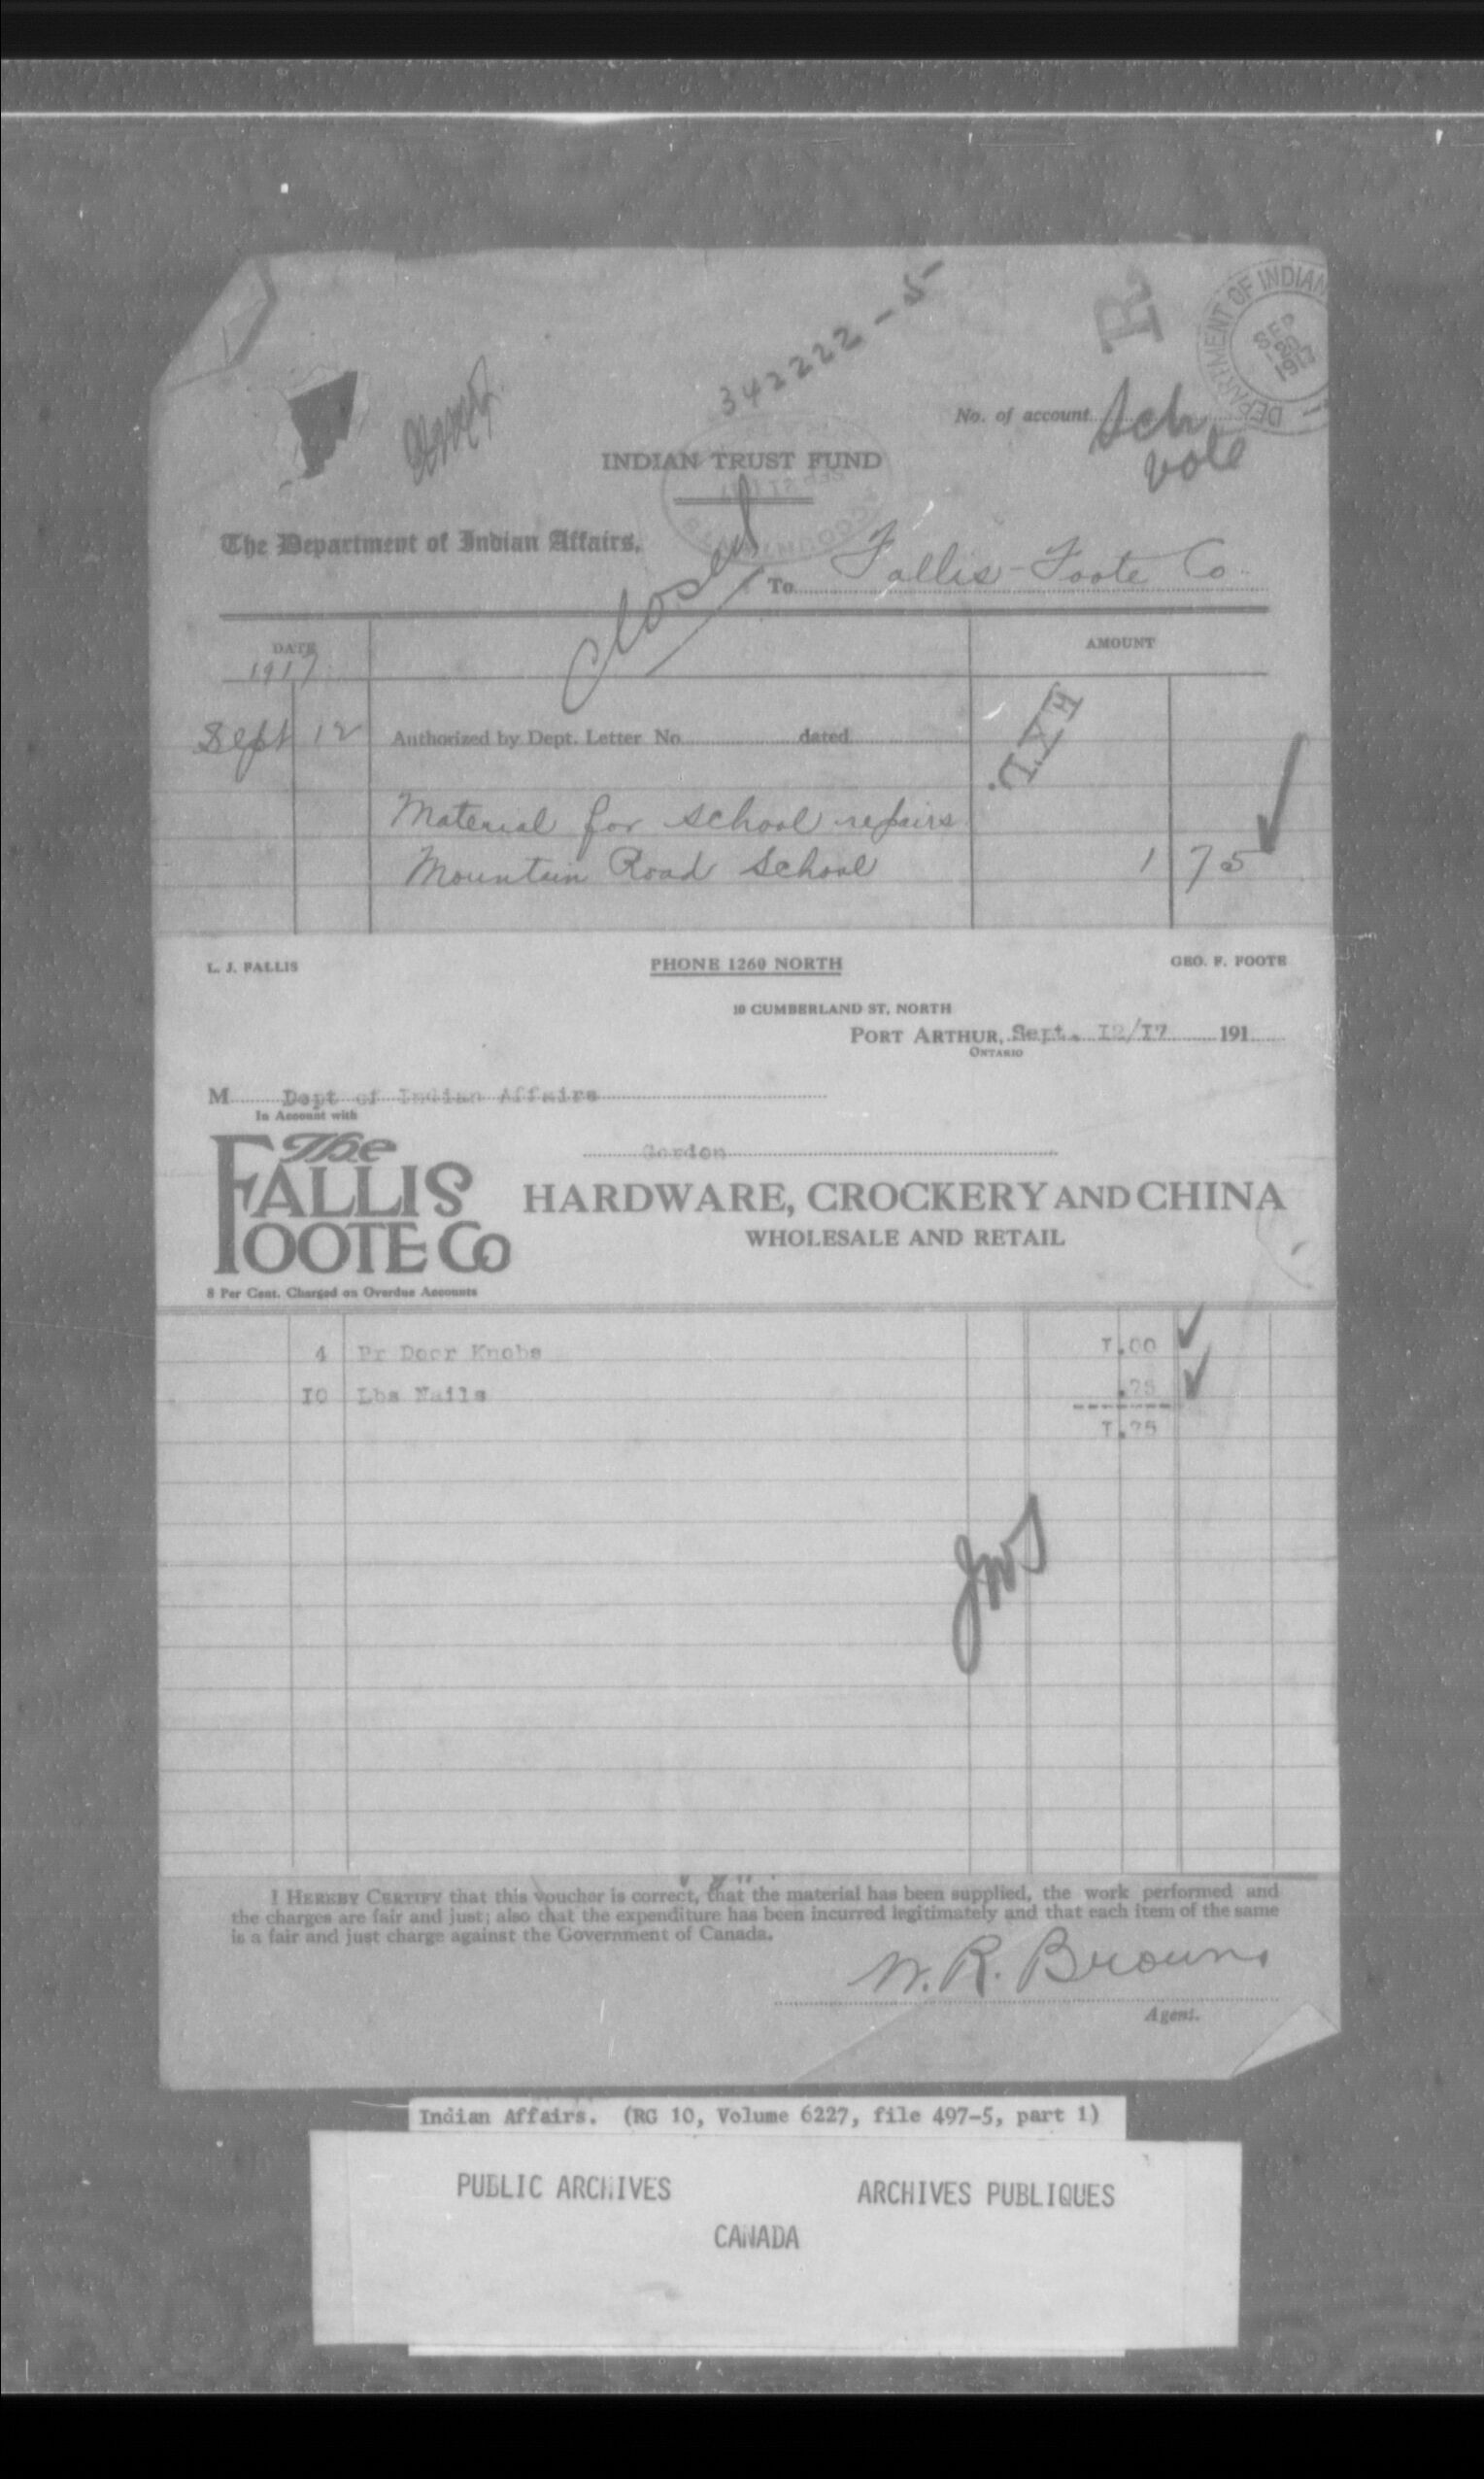 342222-5
R
DEPARTMENT OF INDIAN
SEP
20
1917
No. of account Sch.
vote
INDIAN TRUST FUND
The Department of Indian Affairs,
Closed
To Fallis-Foote Co.
DATE
AMOUNT
1917
Sept 12 Authorized by Dept. Letter No. dated
Material for school repairs
Mountain Road School 1 75
L. J. FALLIS
PHONE 1260 NORTH
GEO. F. FOOTE
10 CUMBERLAND ST. NORTH
PORT ARTHUR, Sept. I2/I7 191
ONTARIO
M Dept of Indian Affairs
In Account with
Gordon
The
FALLIS
FOOTE CO
HARDWARE, CROCKERY AND CHINA
WHOLESALE AND RETAIL
8 Per Cent. Charged on Overdue Accounts
4 Pr Door Knobs I.00
I0 Lbs Nails .75
I.75
I HEREBY CERTIFY that this voucher is correct, that the material has been supplied, the work performed and
the charges are fair and just; also that the expenditure has been incurred legitimately and that each item of the same
is a fair and just charge against the Government of Canada.
W. R. Brown
Agent.
Indian Affairs. (RG 10, Volume 6227, file 497-5, part 1)
PUBLIC ARCHIVES
ARCHIVES PUBLIQUES
CANADA